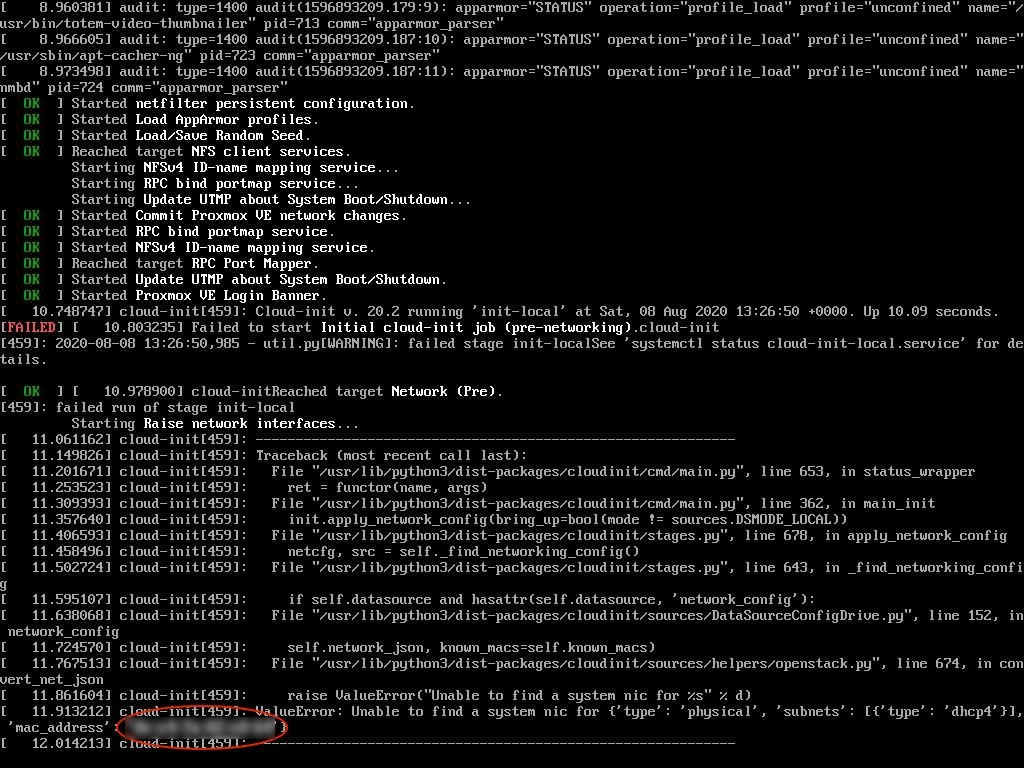 [    8.960381] audit: type=1400 audit(1596893209.179:9): apparmor="STATUS" operation="profile_load" profile="unconfined" name="/
usr/bin/totem-video-thumbnailer" pid=713 comm="apparmor_parser"
[    8.966605] audit: type=1400 audit(1596893209.187:10): apparmor="STATUS" operation="profile_load" profile="unconfined" name="
/usr/sbin/apt-cacher-ng" pid=723 comm="apparmor_parser"
[    8.973498] audit: type=1400 audit(1596893209.187:11): apparmor="STATUS" operation="profile_load" profile="unconfined" name="
nmbd" pid=724 comm="apparmor_parser"
[  OK  ] Started netfilter persistent configuration.
[  OK  ] Started Load AppArmor profiles.
[  OK  ] Started Load/Save Random Seed.
[  OK  ] Reached target NFS client services.
         Starting NFSv4 ID-name mapping service...
         Starting RPC bind portmap service...
         Starting Update UTMP about System Boot/Shutdown...
[  OK  ] Started Commit Proxmox VE network changes.
[  OK  ] Started RPC bind portmap service.
[  OK  ] Started NFSv4 ID-name mapping service.
[  OK  ] Reached target RPC Port Mapper.
[  OK  ] Started Update UTMP about System Boot/Shutdown.
[  OK  ] Started Proxmox VE Login Banner.
[   10.748747] cloud-init[459]: Cloud-init v. 20.2 running 'init-local' at Sat, 08 Aug 2020 13:26:50 +0000. Up 10.09 seconds.
[FAILED] [   10.803235] Failed to start Initial cloud-init job (pre-networking).cloud-init
[459]: 2020-08-08 13:26:50,985 - util.py[WARNING]: failed stage init-localSee 'systemctl status cloud-init-local.service' for de
tails.
[  OK  ] [   10.978900] cloud-initReached target Network (Pre).
[459]: failed run of stage init-local
         Starting Raise network interfaces...
[   11.061162] cloud-init[459]: ------------------------------------------------------------
[   11.149826] cloud-init[459]: Traceback (most recent call last):
[   11.201671] cloud-init[459]:   File "/usr/lib/python3/dist-packages/cloudinit/cmd/main.py", line 653, in status_wrapper
[   11.253523] cloud-init[459]:     ret = functor(name, args)
[   11.309393] cloud-init[459]:   File "/usr/lib/python3/dist-packages/cloudinit/cmd/main.py", line 362, in main_init
[   11.357640] cloud-init[459]:     init.apply_network_config(bring_up=bool(mode != sources.DSMODE_LOCAL))
[   11.406593] cloud-init[459]:   File "/usr/lib/python3/dist-packages/cloudinit/stages.py", line 678, in apply_network_config
[   11.458496] cloud-init[459]:     netcfg, src = self._find_networking_config()
[   11.502724] cloud-init[459]:   File "/usr/lib/python3/dist-packages/cloudinit/stages.py", line 643, in _find_networking_confi
g
[   11.595107] cloud-init[459]:     if self.datasource and hasattr(self.datasource, 'network_config'):
[   11.638068] cloud-init[459]:   File "/usr/lib/python3/dist-packages/cloudinit/sources/DataSourceConfigDrive.py", line 152, in
 network_config
[   11.724570] cloud-init[459]:     self.network_json, known_macs=self.known_macs)
[   11.767513] cloud-init[459]:   File "/usr/lib/python3/dist-packages/cloudinit/sources/helpers/openstack.py", line 674, in con
vert_net_json
[   11.861604] cloud-init[459]:     raise ValueError("Unable to find a system nic for %s" % d)
[   11.913212] cloud-init[459]: ValueError: Unable to find a system nic for {'type': 'physical', 'subnets': [{'type': 'dhcp4'}],
 'mac_address': '}
[   12.014213] cloud-init[459]: ------------------------------------------------------------